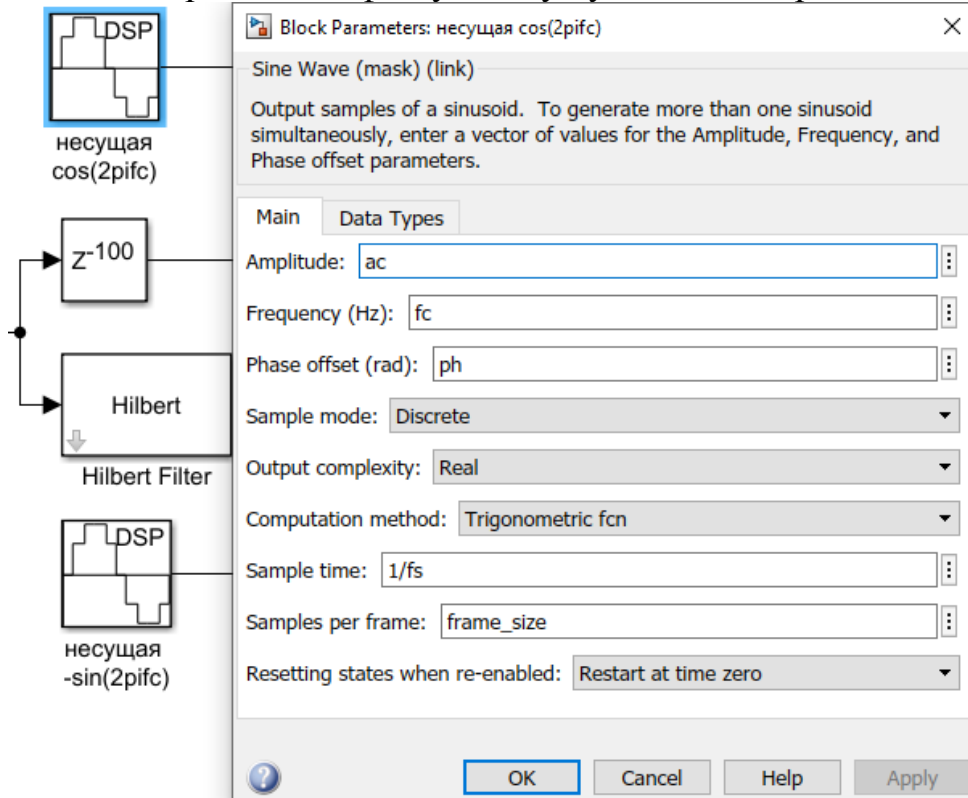 DSP
несущая
cos(2pifc)
Z-100
Hilbert
Hilbert Filter
DSP
несущая
-sin(2pifc)
Block Parameters: несущая cos(2pifc)
Sine Wave (mask) (link)
Output samples of a sinusoid. To generate more than one sinusoid
simultaneously, enter a vector of values for the Amplitude, Frequency, and
Phase offset parameters.
Main Data Types
Amplitude: ac
Frequency (Hz): fc
Phase offset (rad): ph
Sample mode: Discrete
Output complexity: Real
Computation method: Trigonometric fcn
Sample time: 1/fs
Samples per frame: frame_size
Resetting states when re-enabled: Restart at time zero
OK Cancel Help Apply